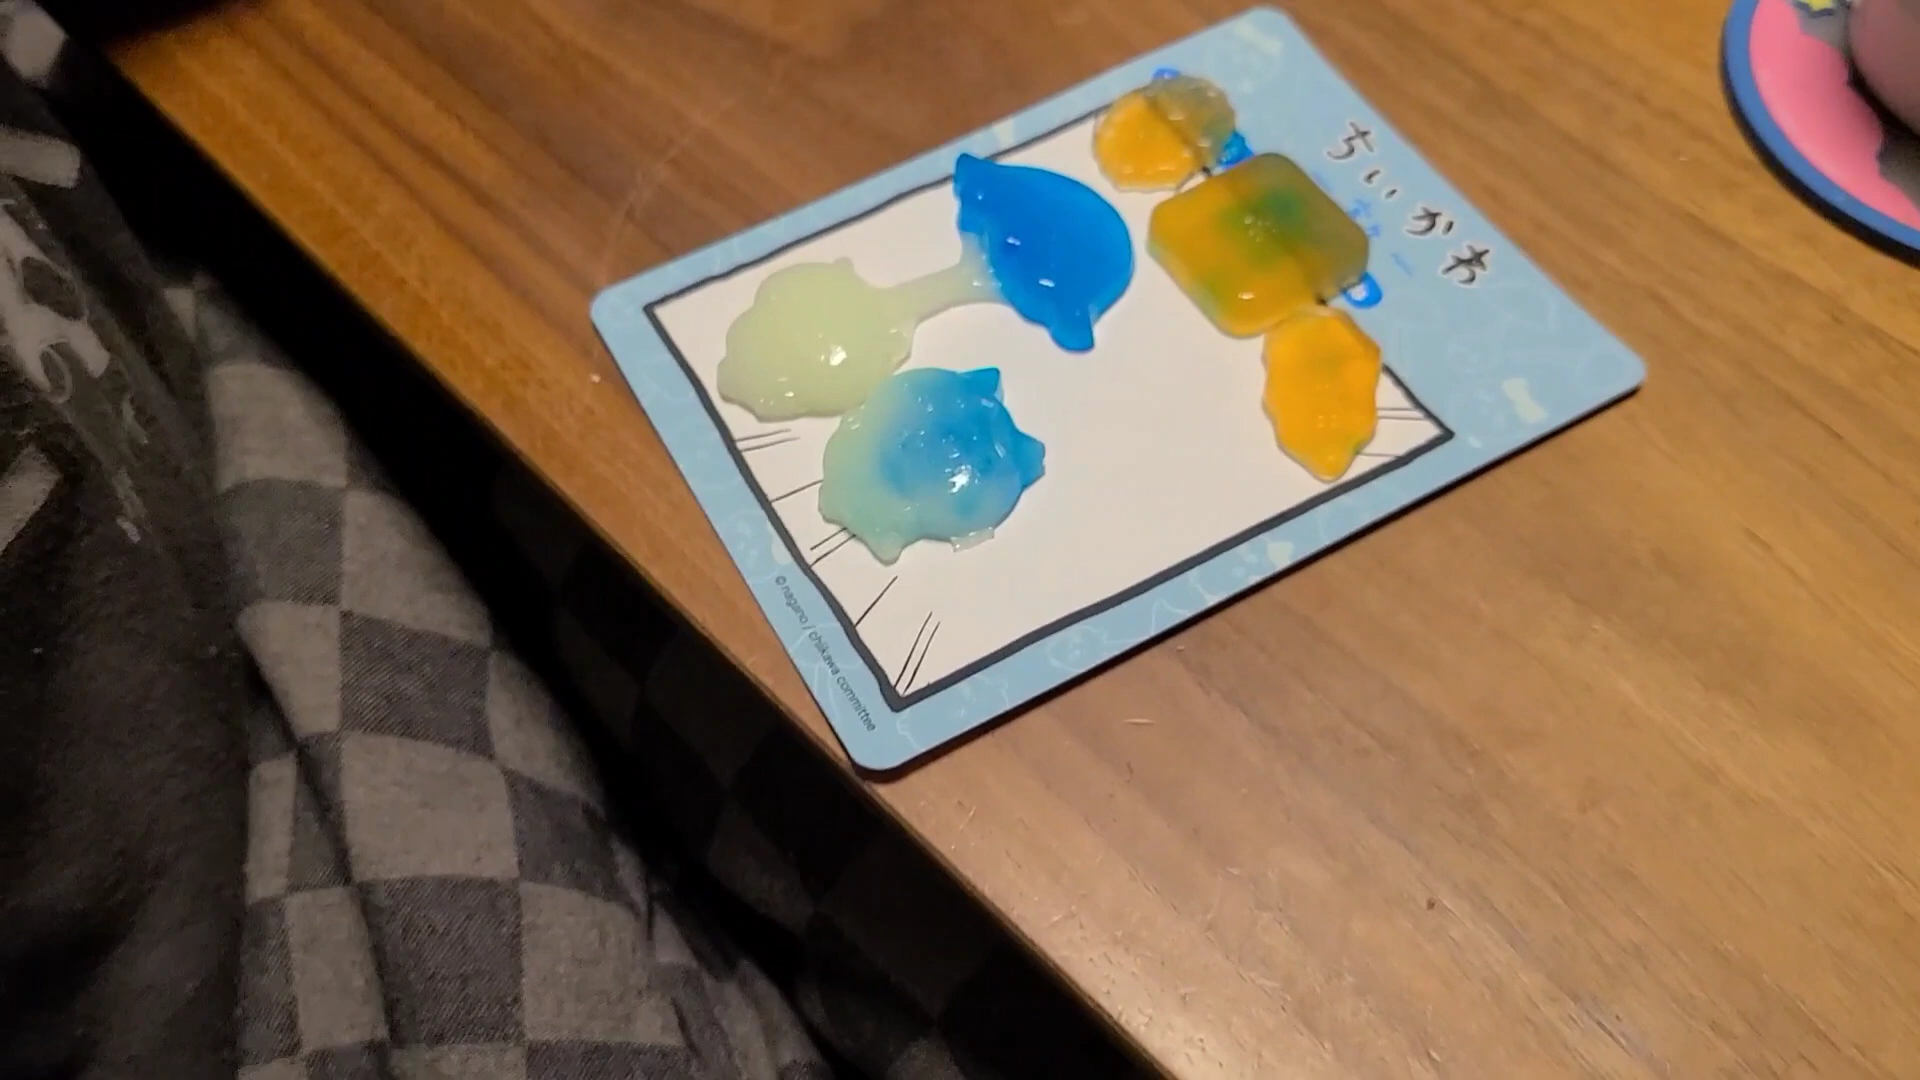 ちいかわ
© nagano / chiikawa committee